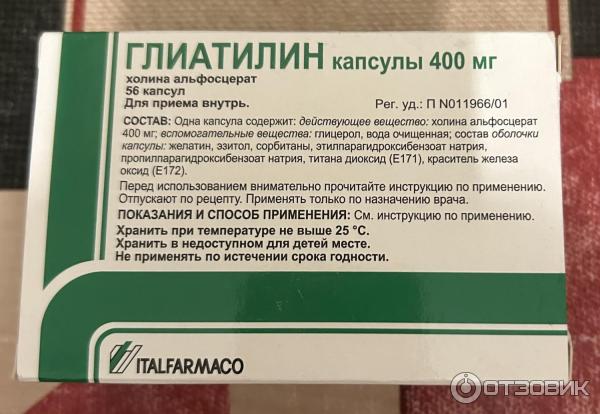 ГЛИАТИЛИН капсулы 400 мг
холина альфосцерат
56 капсул
Для приема внутрь. Рег. уд.: П N011966/01
СОСТАВ: Одна капсула содержит: действующее вещество: холина альфосцерат
400 мг; вспомогательные вещества: глицерол, вода очищенная; состав оболочки
капсулы: желатин, эзитол, сорбитаны, этилпарагидроксибензоат натрия,
пропилпарагидроксибензоат натрия, титана диоксид (Е171), краситель железа
оксид (Е172).
Перед использованием внимательно прочитайте инструкцию по применению.
Отпускают по рецепту. Применять только по назначению врача.
ПОКАЗАНИЯ И СПОСОБ ПРИМЕНЕНИЯ: См. инструкцию по применению.
Хранить при температуре не выше 25 °С.
Хранить в недоступном для детей месте.
Не применять по истечении срока годности.
ITALFARMACO
ОТЗОВИК